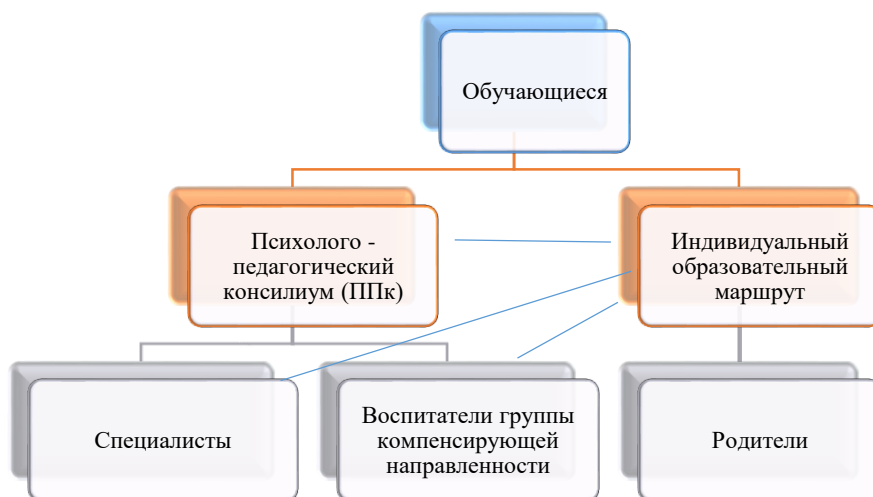 Обучающиеся
Психолого -
педагогический
консилиум (ППк)
Индивидуальный
образовательный
маршрут
Специалисты
Воспитатели группы
компенсирующей
направленности
Родители